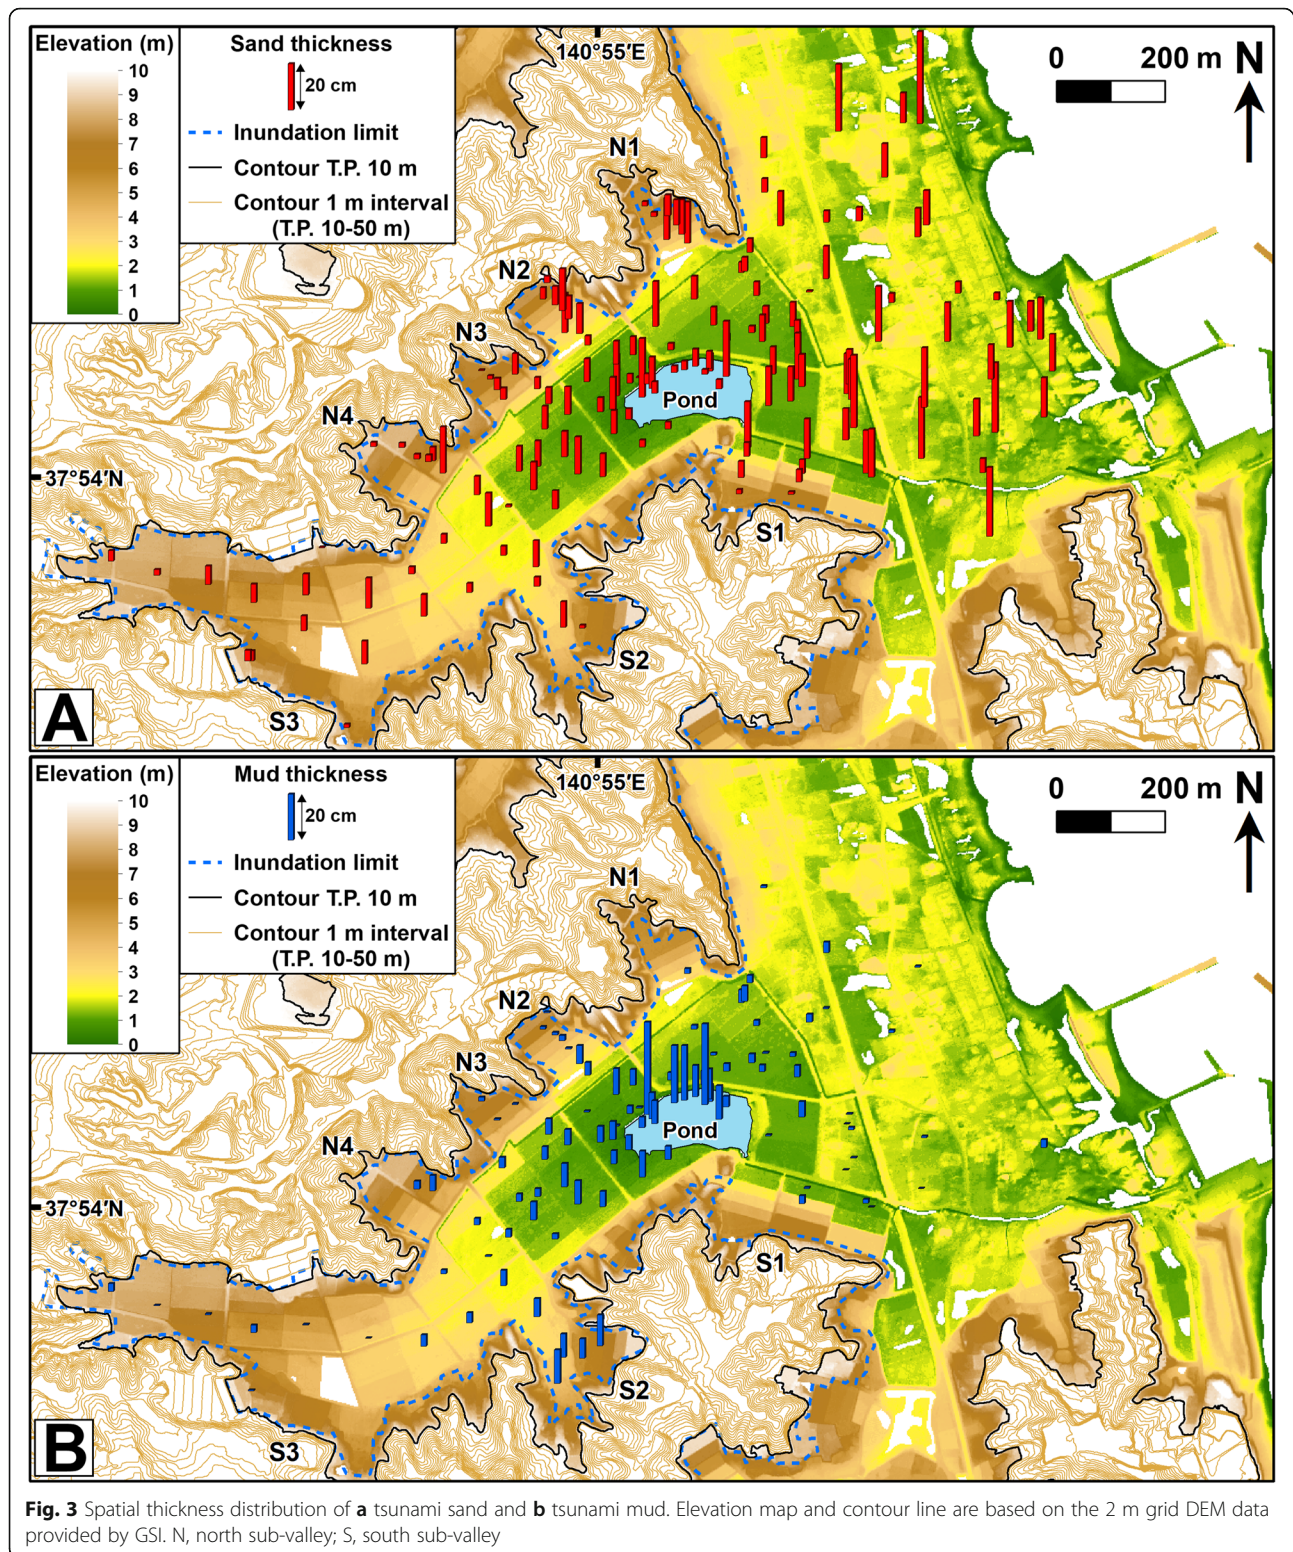 Elevation (m)
10
9
8
7
6
5
4
3
2
1
0
Sand thickness
20 cm
Inundation limit
Contour T.P. 10 m
Contour 1 m interval
(T.P. 10-50 m)
140°55′E
0 200 m
N
N1
N2
N3
N4
Pond
37°54′N
S1
S2
S3
A
Elevation (m)
10
9
8
7
6
5
4
3
2
1
0
Mud thickness
20 cm
Inundation limit
Contour T.P. 10 m
Contour 1 m interval
(T.P. 10-50 m)
140°55′E
0 200 m
N
N1
N2
N3
N4
Pond
37°54′N
S1
S2
S3
B
Fig. 3 Spatial thickness distribution of a tsunami sand and b tsunami mud. Elevation map and contour line are based on the 2 m grid DEM data
provided by GSI. N, north sub-valley; S, south sub-valley